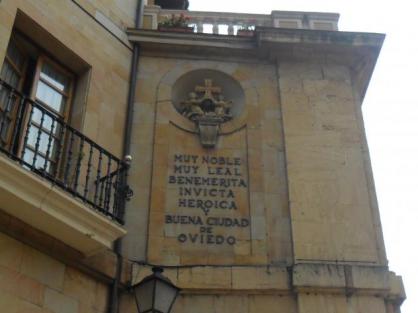 MUY NOBLE
MUY LEAL
BENEMERITA
INVICTA
HEROICA
Y
BUENA CIUDAD
DE
OVIEDO